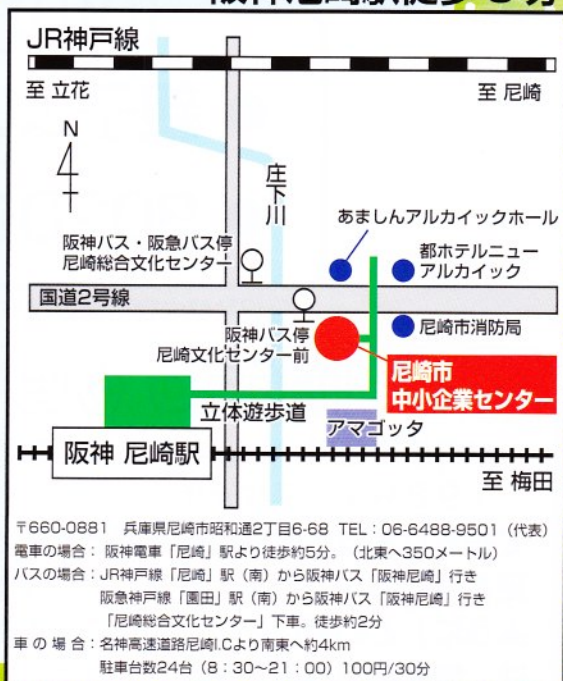 阪神尼崎駅徒歩5分
JR神戸線
至 立花
至 尼崎
N
庄下川
あましんアルカイックホール
阪神バス・阪急バス停
尼崎総合文化センター
都ホテルニュー
アルカイック
国道2号線
阪神バス停
尼崎文化センター前
尼崎市消防局
尼崎市
中小企業センター
立体遊歩道
アマゴッタ
阪神 尼崎駅
至 梅田
〒660-0881 兵庫県尼崎市昭和通2丁目6-68 TEL:06-6488-9501(代表)
電車の場合:阪神電車「尼崎」駅より徒歩約5分。(北東へ350メートル)
バスの場合:JR神戸線「尼崎」駅(南)から阪神バス「阪神尼崎」行き
阪急神戸線「園田」駅(南)から阪神バス「阪神尼崎」行き
「尼崎総合文化センター」下車。徒歩約2分
車の場合:名神高速道路尼崎I.Cより南東へ約4km
駐車台数24台(8:30〜21:00)100円/30分